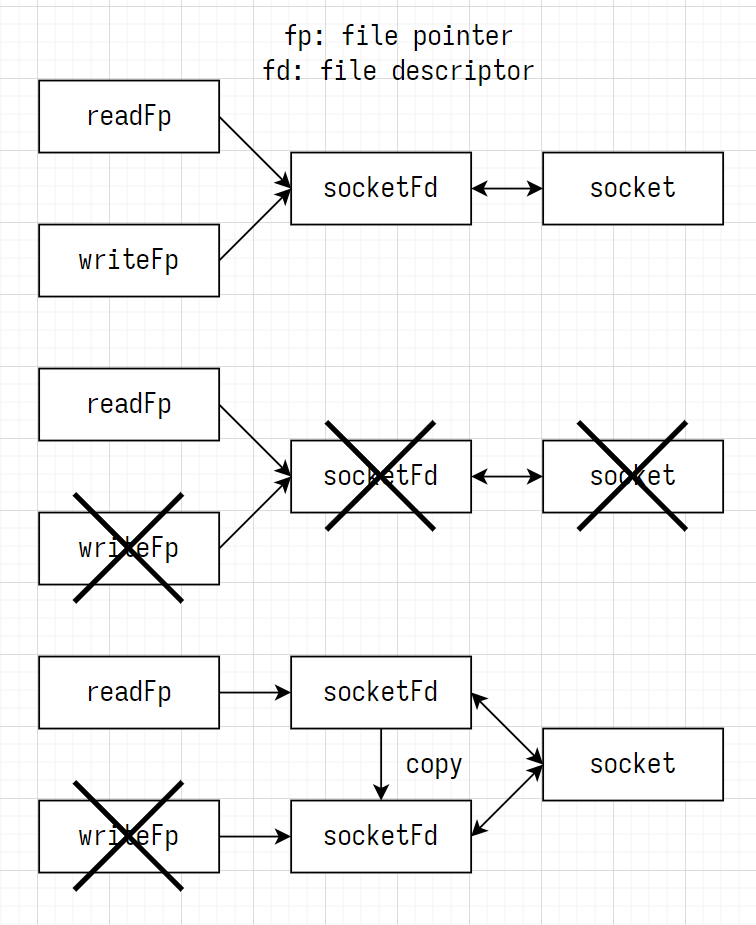 fp: file pointer
fd: file descriptor
readFp
socketFd
socket
writeFp
readFp
socketFd
socket
writeFp
readFp
socketFd
copy
socket
writeFp
socketFd